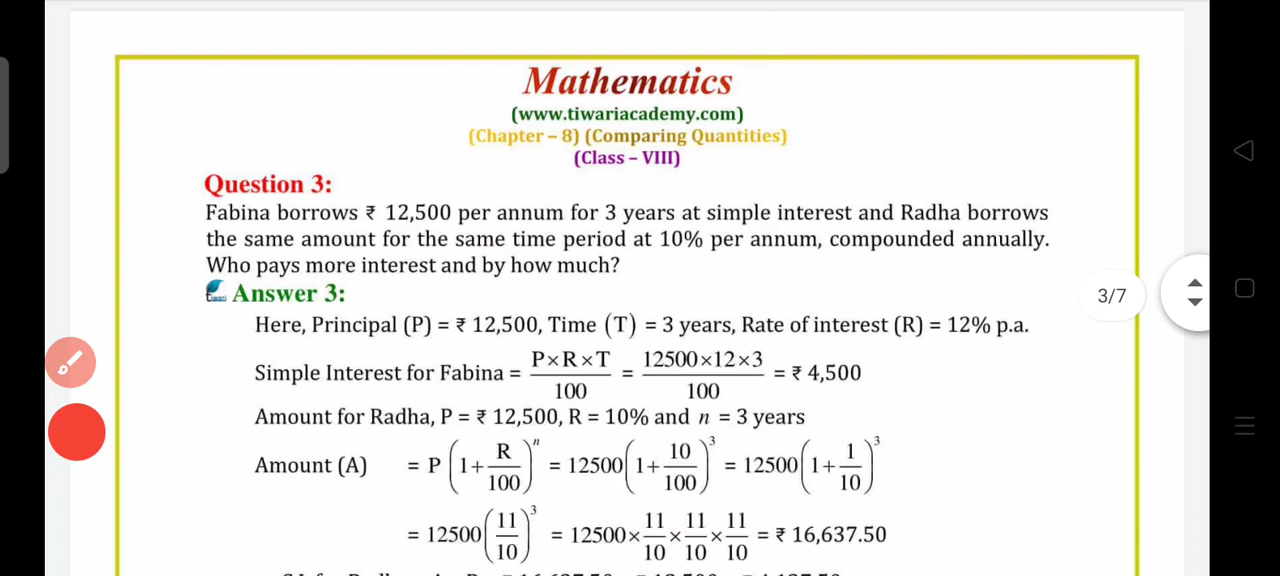 Mathematics
(www.tiwariacademy.com)
(Chapter – 8) (Comparing Quantities)
(Class – VIII)
Question 3:
Fabina borrows ₹ 12,500 per annum for 3 years at simple interest and Radha borrows
the same amount for the same time period at 10% per annum, compounded annually.
Who pays more interest and by how much?
Answer 3:
3/7
Here, Principal (P) = ₹ 12,500, Time (T) = 3 years, Rate of interest (R) = 12% p.a.
Simple Interest for Fabina = P×R×T/100 = 12500×12×3/100 = ₹ 4,500
Amount for Radha, P = ₹ 12,500, R = 10% and n = 3 years
Amount (A) = P(1+R/100)^n = 12500(1+10/100)^3 = 12500(1+1/10)^3
= 12500(11/10)^3 = 12500×11/10×11/10×11/10 = ₹ 16,637.50